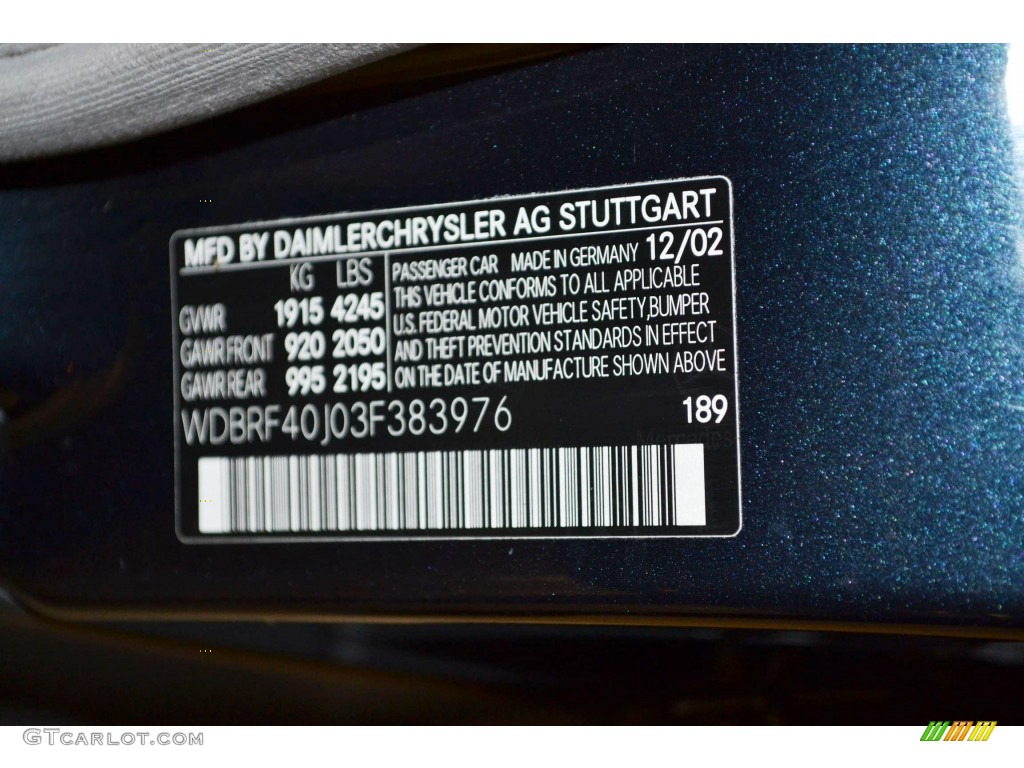 MFD BY DAIMLERCHRYSLER AG STUTTGART
KG LBS
GVWR 1915 4245
GAWR FRONT 920 2050
GAWR REAR 995 2195
PASSENGER CAR MADE IN GERMANY 12/02
THIS VEHICLE CONFORMS TO ALL APPLICABLE
U.S. FEDERAL MOTOR VEHICLE SAFETY,BUMPER
AND THEFT PREVENTION STANDARDS IN EFFECT
ON THE DATE OF MANUFACTURE SHOWN ABOVE
WDBRF40J03F383976 189
GTCARLOT.COM